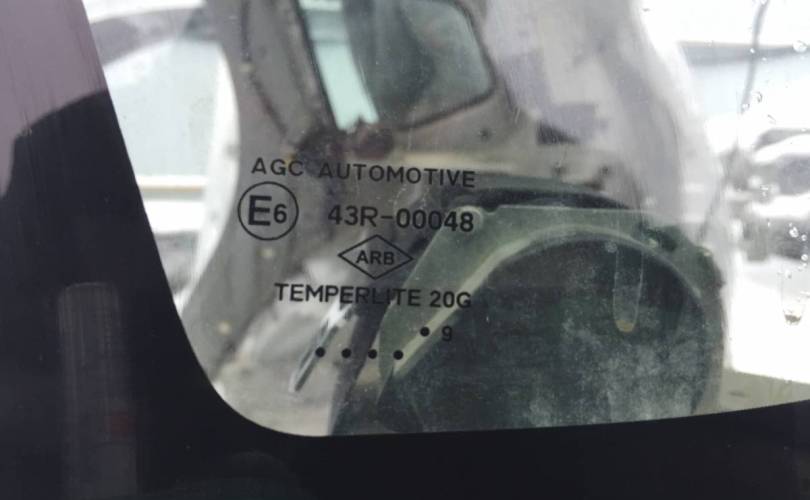 AGC AUTOMOTIVE
E6 43R-00048
ARB
TEMPERLITE 20G
9